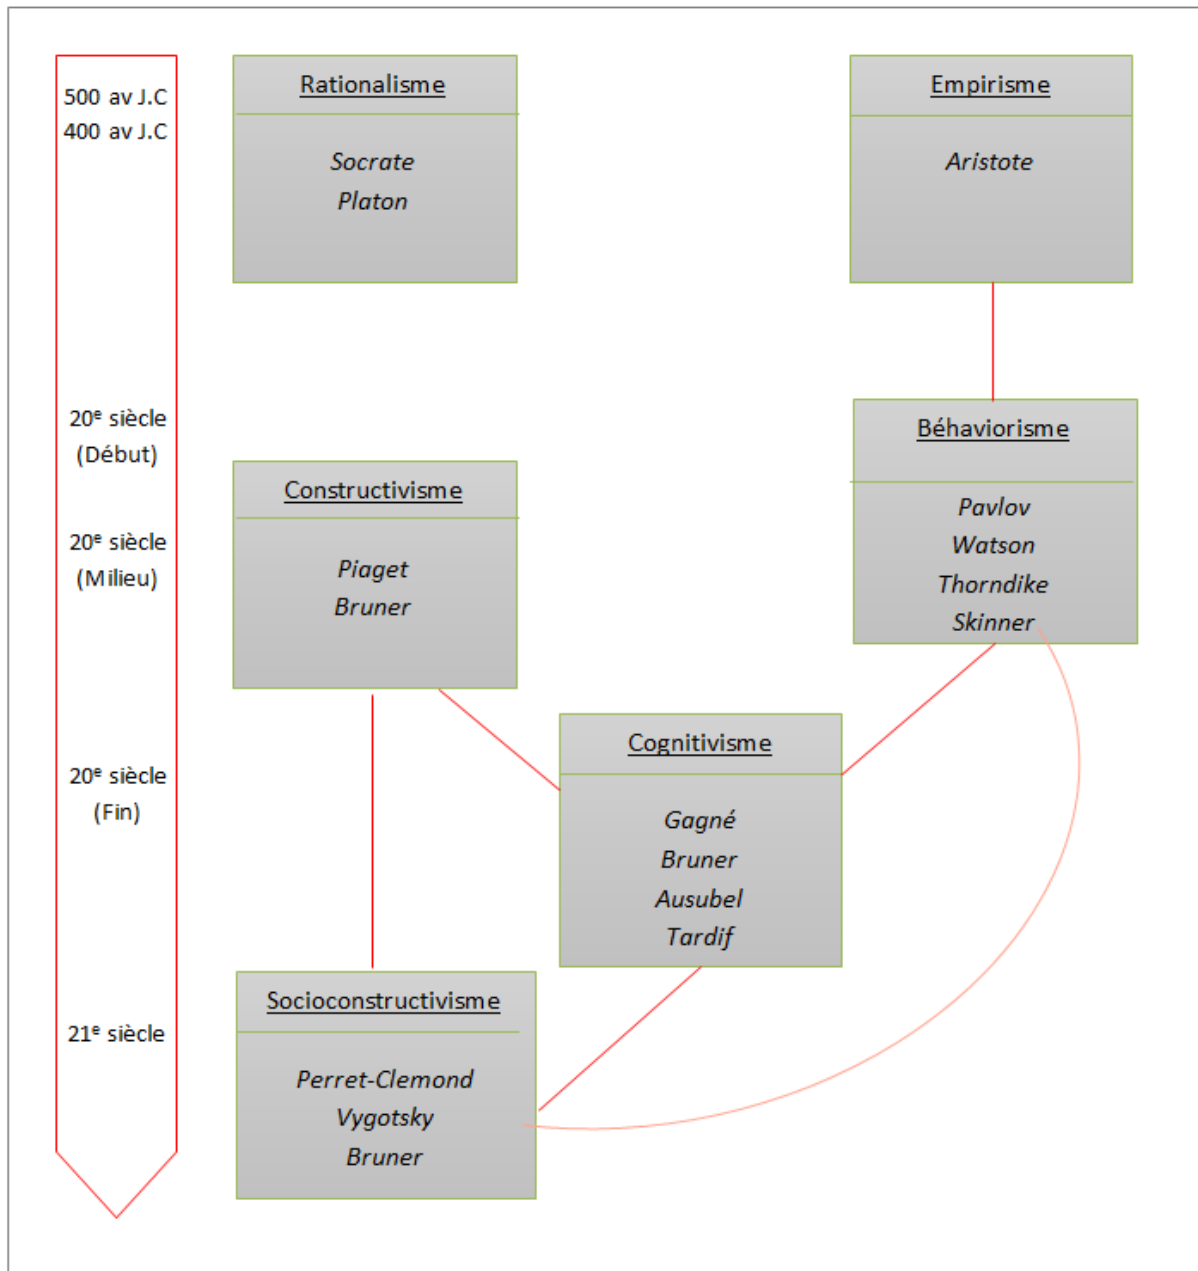 500 av J.C
400 av J.C
Rationalisme
Socrate
Platon
Empirisme
Aristote
20e siècle
(Début)
Béhaviorisme
Pavlov
Watson
Thorndike
Skinner
Constructivisme
Piaget
Bruner
20e siècle
(Milieu)
20e siècle
(Fin)
Cognitivisme
Gagné
Bruner
Ausubel
Tardif
21e siècle
Socioconstructivisme
Perret-Clemond
Vygotsky
Bruner